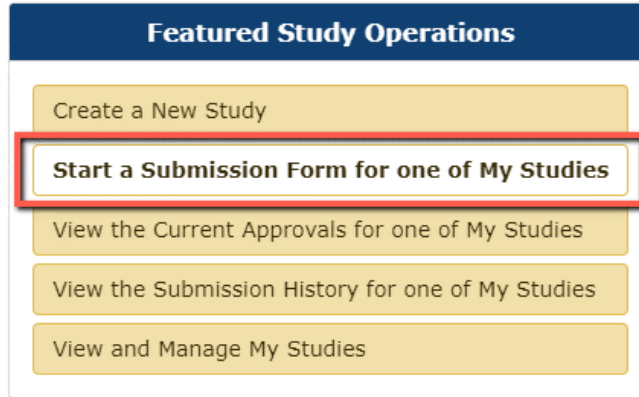 Featured Study Operations
Create a New Study
Start a Submission Form for one of My Studies
View the Current Approvals for one of My Studies
View the Submission History for one of My Studies
View and Manage My Studies